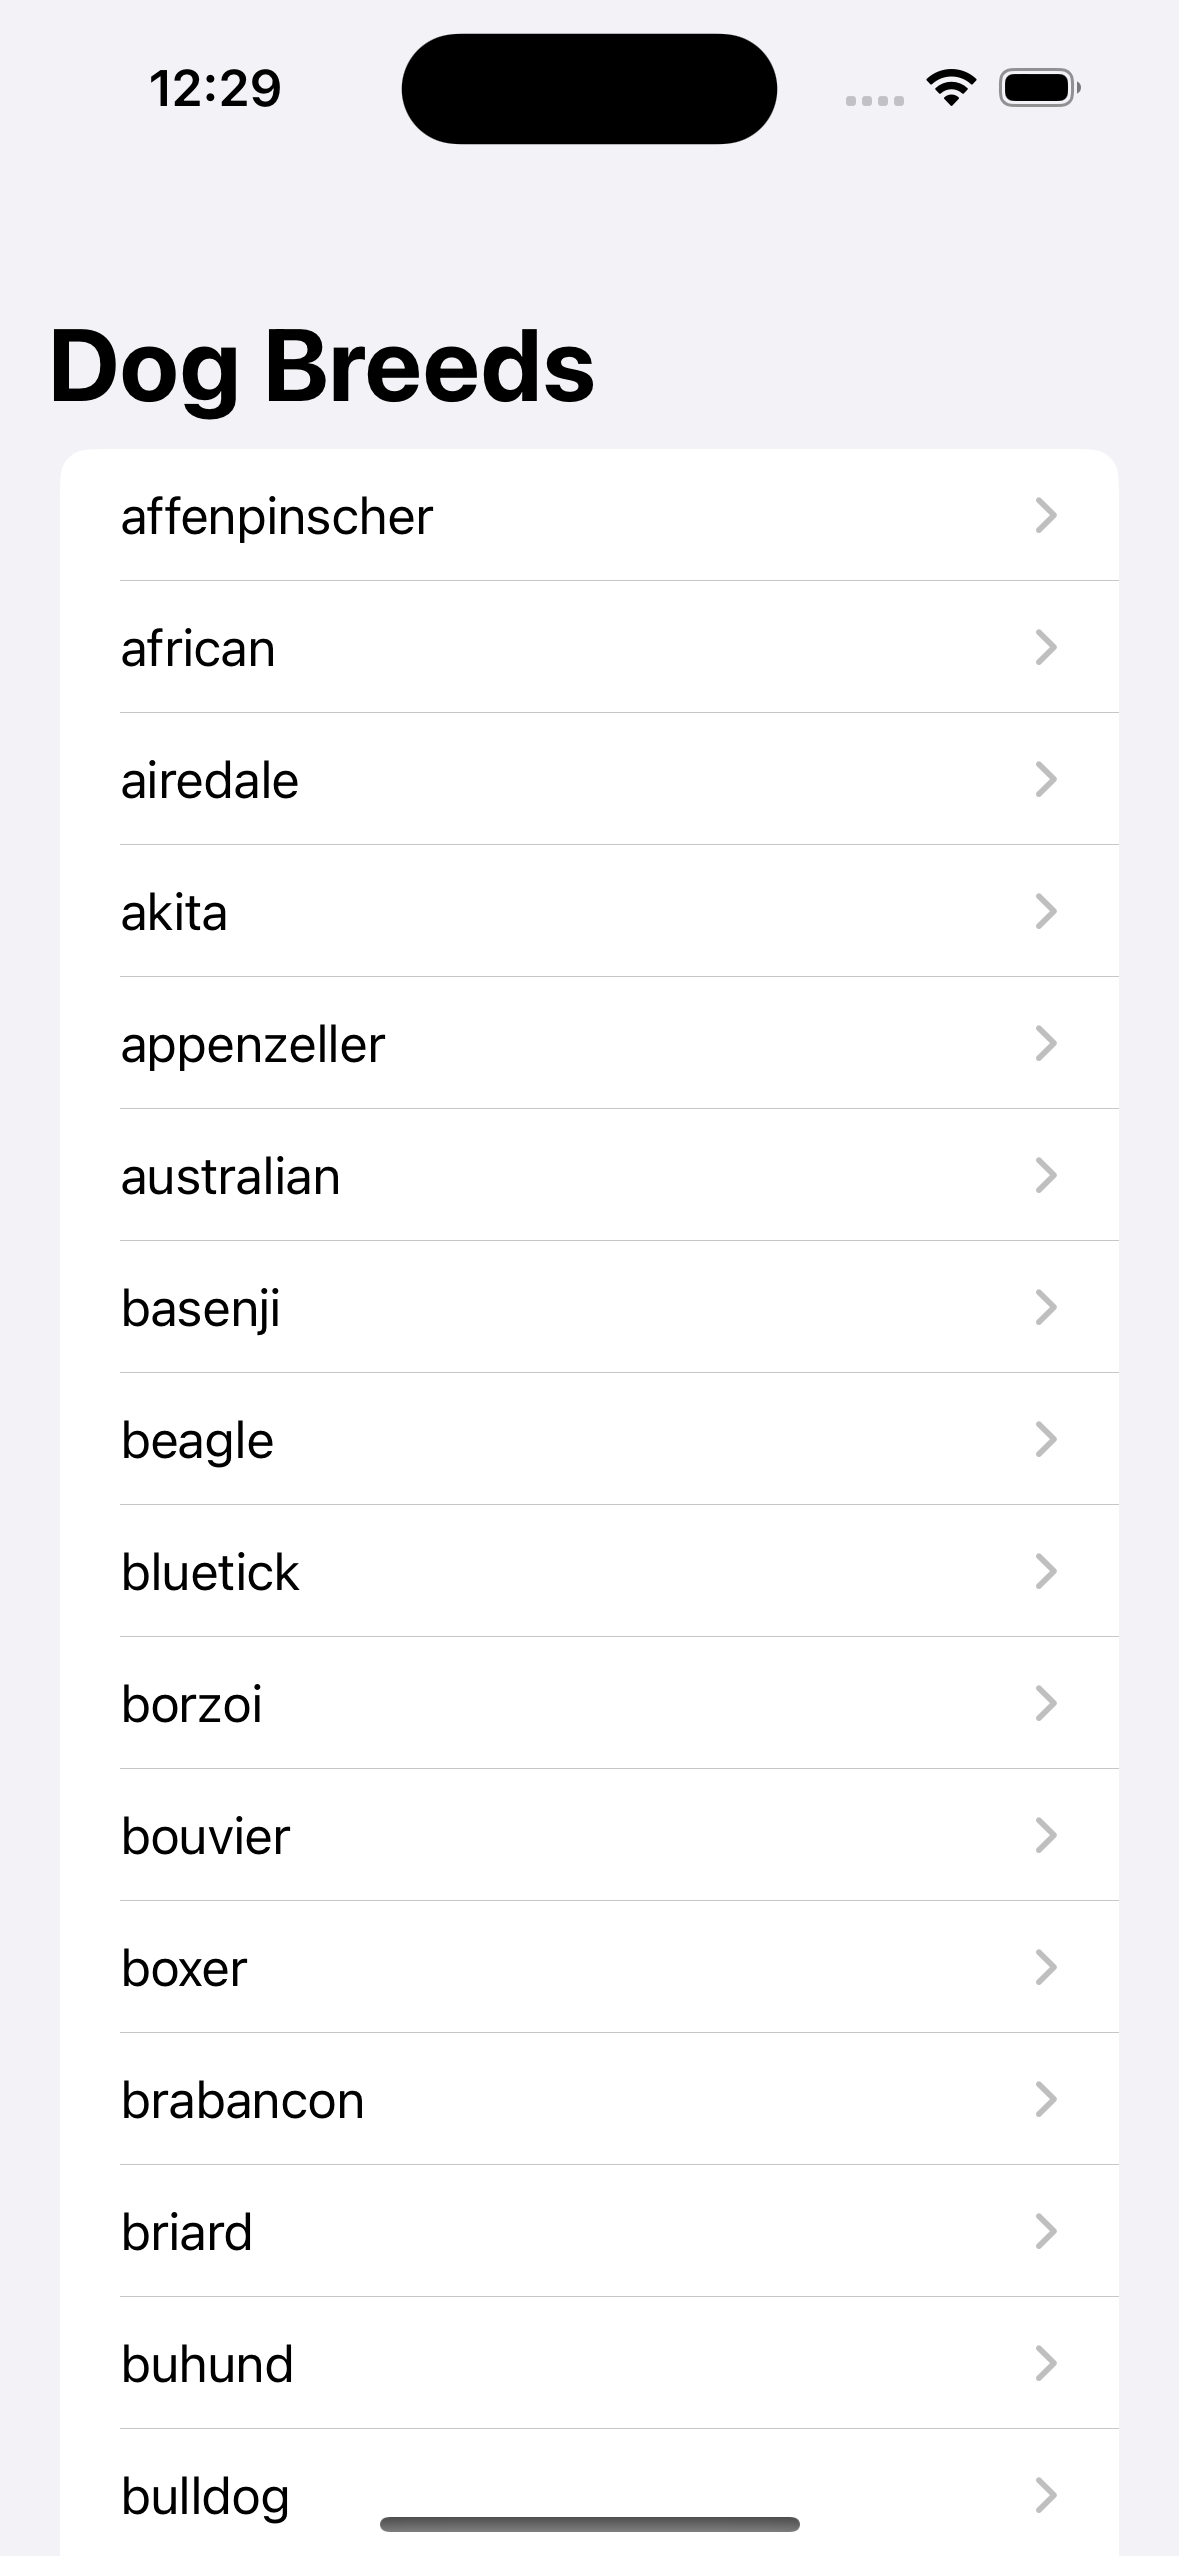 12:29
Dog Breeds
affenpinscher
african
airedale
akita
appenzeller
australian
basenji
beagle
bluetick
borzoi
bouvier
boxer
brabancon
briard
buhund
bulldog